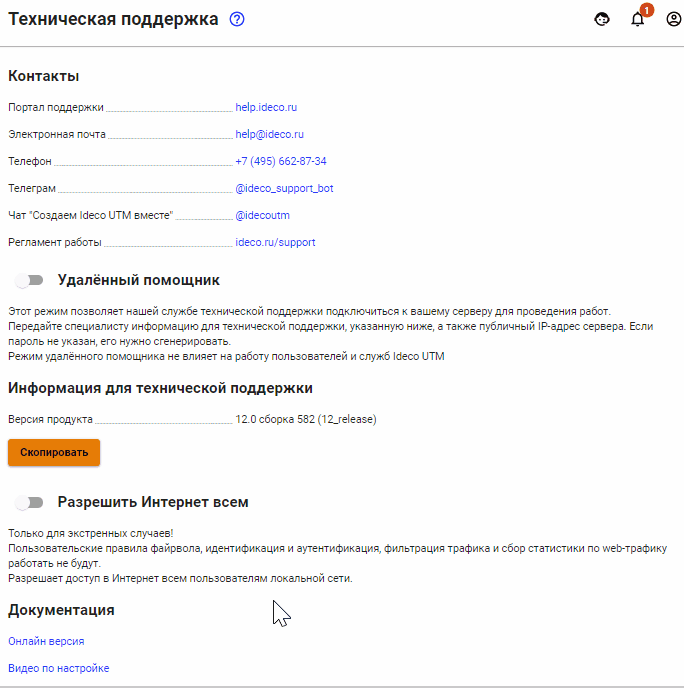 Техническая поддержка
1
Контакты
Портал поддержки help.ideco.ru
Электронная почта help@ideco.ru
Телефон +7 (495) 662-87-34
Телеграм @ideco_support_bot
Чат "Создаем Ideco UTM вместе" @idecoutm
Регламент работы ideco.ru/support
Удалённый помощник
Этот режим позволяет нашей службе технической поддержки подключиться к вашему серверу для проведения работ.
Передайте специалисту информацию для технической поддержки, указанную ниже, а также публичный IP-адрес сервера. Если
пароль не указан, его нужно сгенерировать.
Режим удалённого помощника не влияет на работу пользователей и служб Ideco UTM
Информация для технической поддержки
Версия продукта 12.0 сборка 582 (12_release)
Скопировать
Разрешить Интернет всем
Только для экстренных случаев!
Пользовательские правила файрвола, идентификация и аутентификация, фильтрация трафика и сбор статистики по web-трафику
работать не будут.
Разрешает доступ в Интернет всем пользователям локальной сети.
Документация
Онлайн версия
Видео по настройке